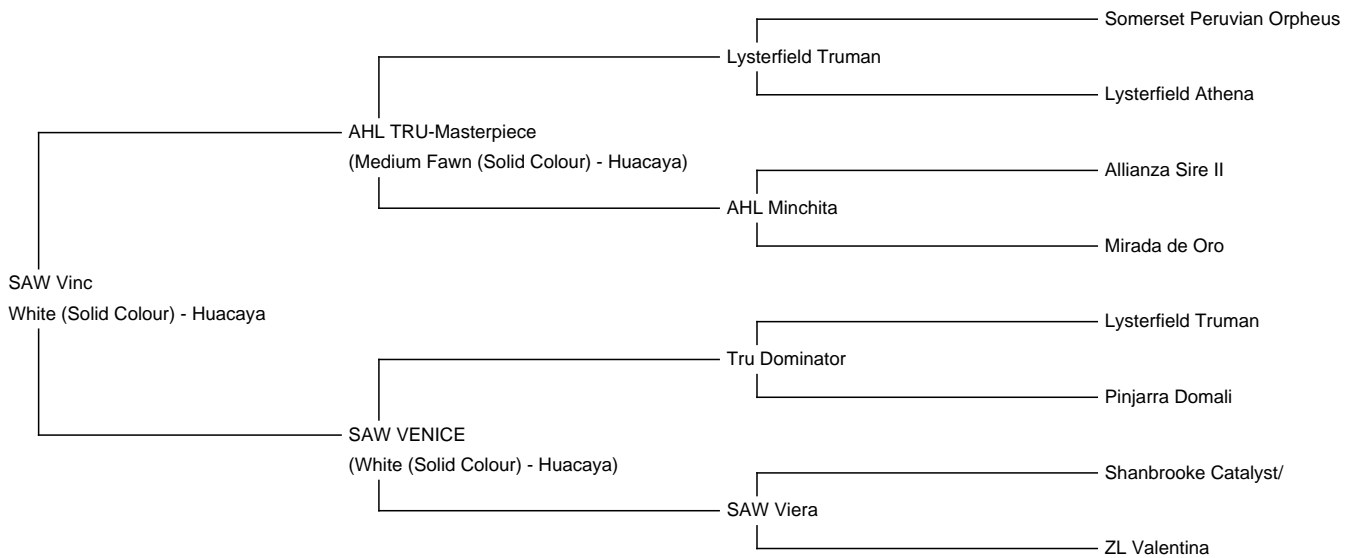 Somerset Peruvian Orpheus
Lysterfield Truman
Lysterfield Athena
AHL TRU-Masterpiece
(Medium Fawn (Solid Colour) - Huacaya)
Allianza Sire II
AHL Minchita
Mirada de Oro
SAW Vinc
White (Solid Colour) - Huacaya
Lysterfield Truman
Tru Dominator
Pinjarra Domali
SAW VENICE
(White (Solid Colour) - Huacaya)
Shanbrooke Catalyst/
SAW Viera
ZL Valentina